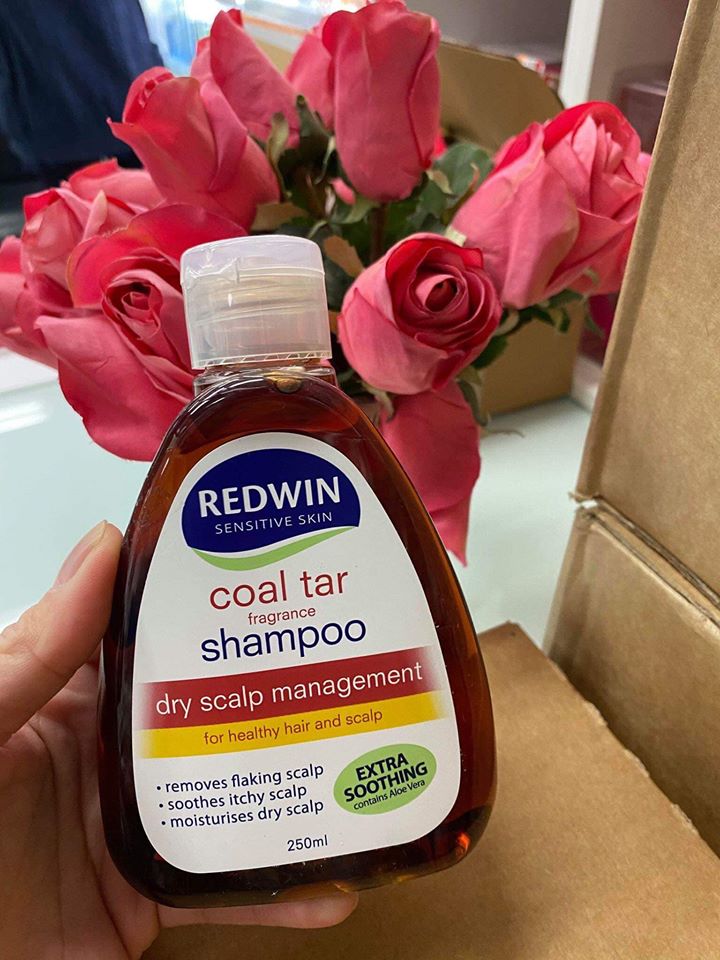 REDWIN
SENSITIVE SKIN
coal tar
fragrance
shampoo
dry scalp management
for healthy hair and scalp
• removes flaking scalp
• soothes itchy scalp
• moisturises dry scalp
EXTRA
SOOTHING
contains Aloe Vera
250ml